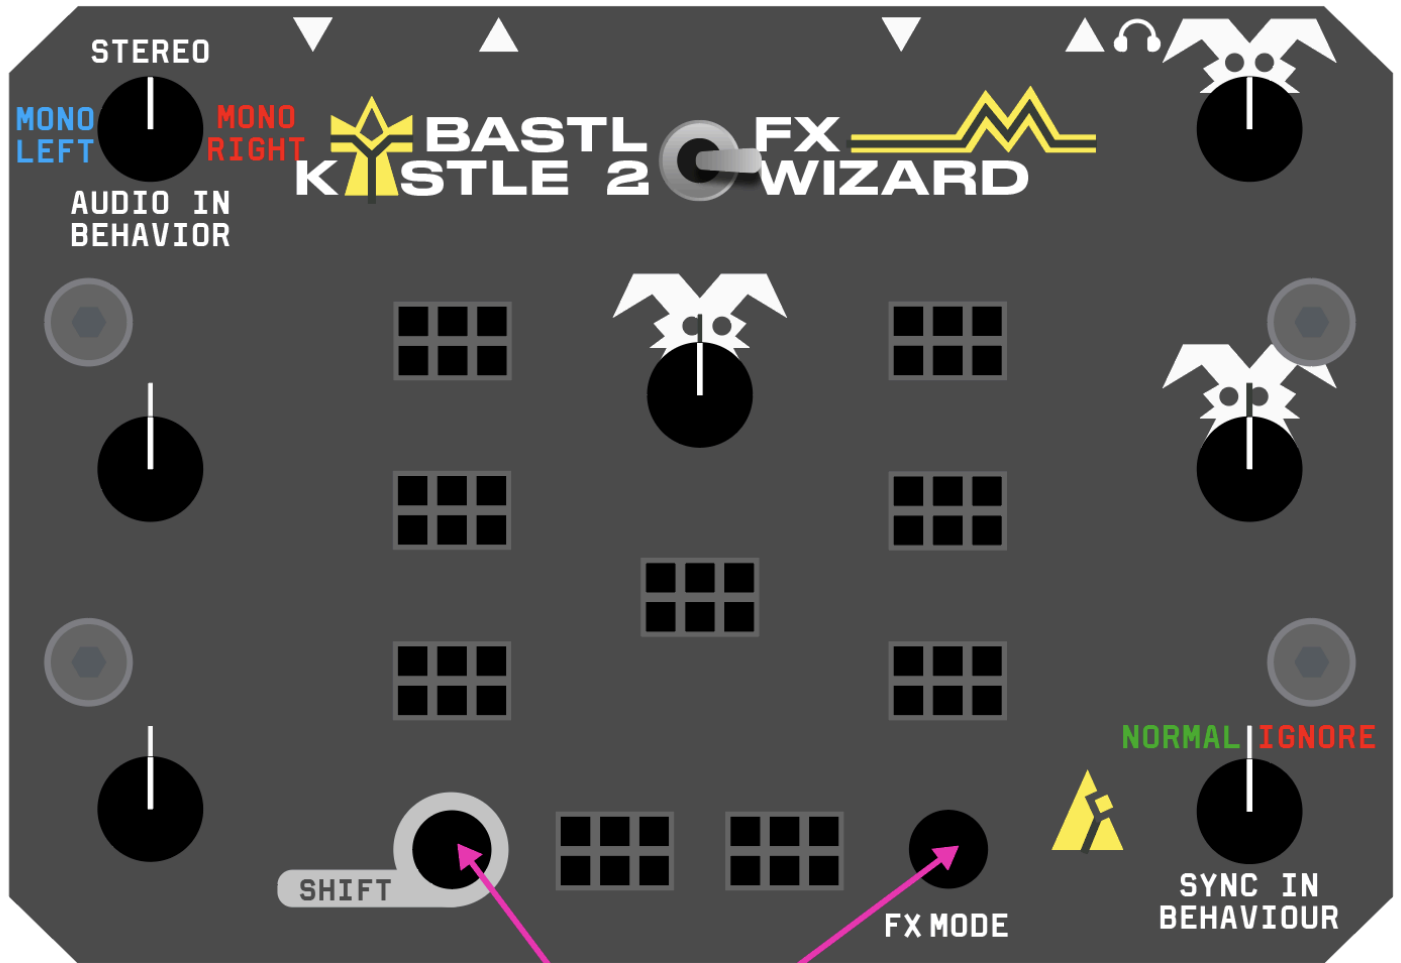 STEREO
MONO
LEFT
MONO
RIGHT
AUDIO IN
BEHAVIOR
BASTL
KASTLE 2
FX
WIZARD
NORMAL
IGNORE
SYNC IN
BEHAVIOUR
SHIFT
FX MODE